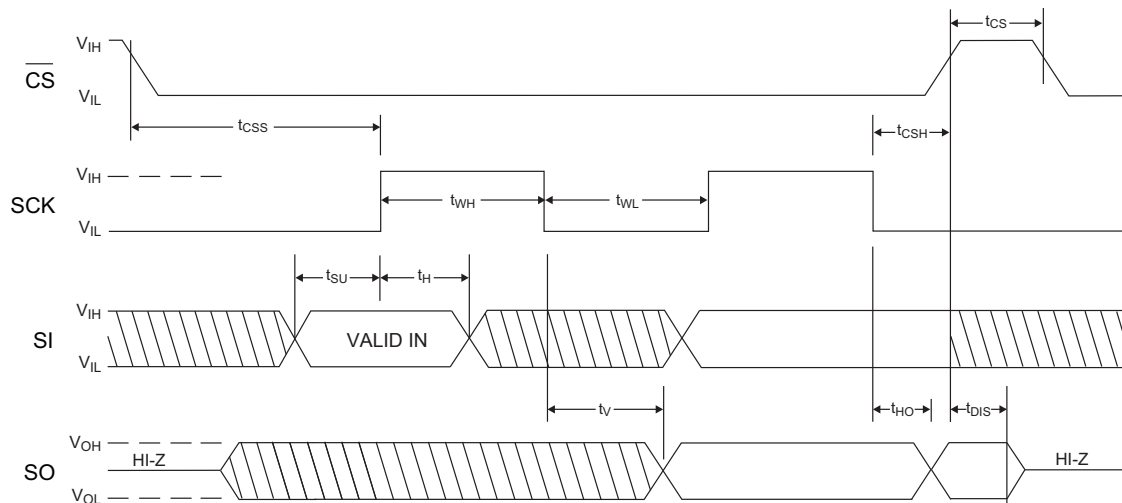 tCS
VIH
CS
VIL
tCSS
tCSH
VIH
SCK
tWH
tWL
VIL
tSU
tH
VIH
SI
VALID IN
VIL
tV
tHO
tDIS
VOH
HI-Z
HI-Z
SO
VOL